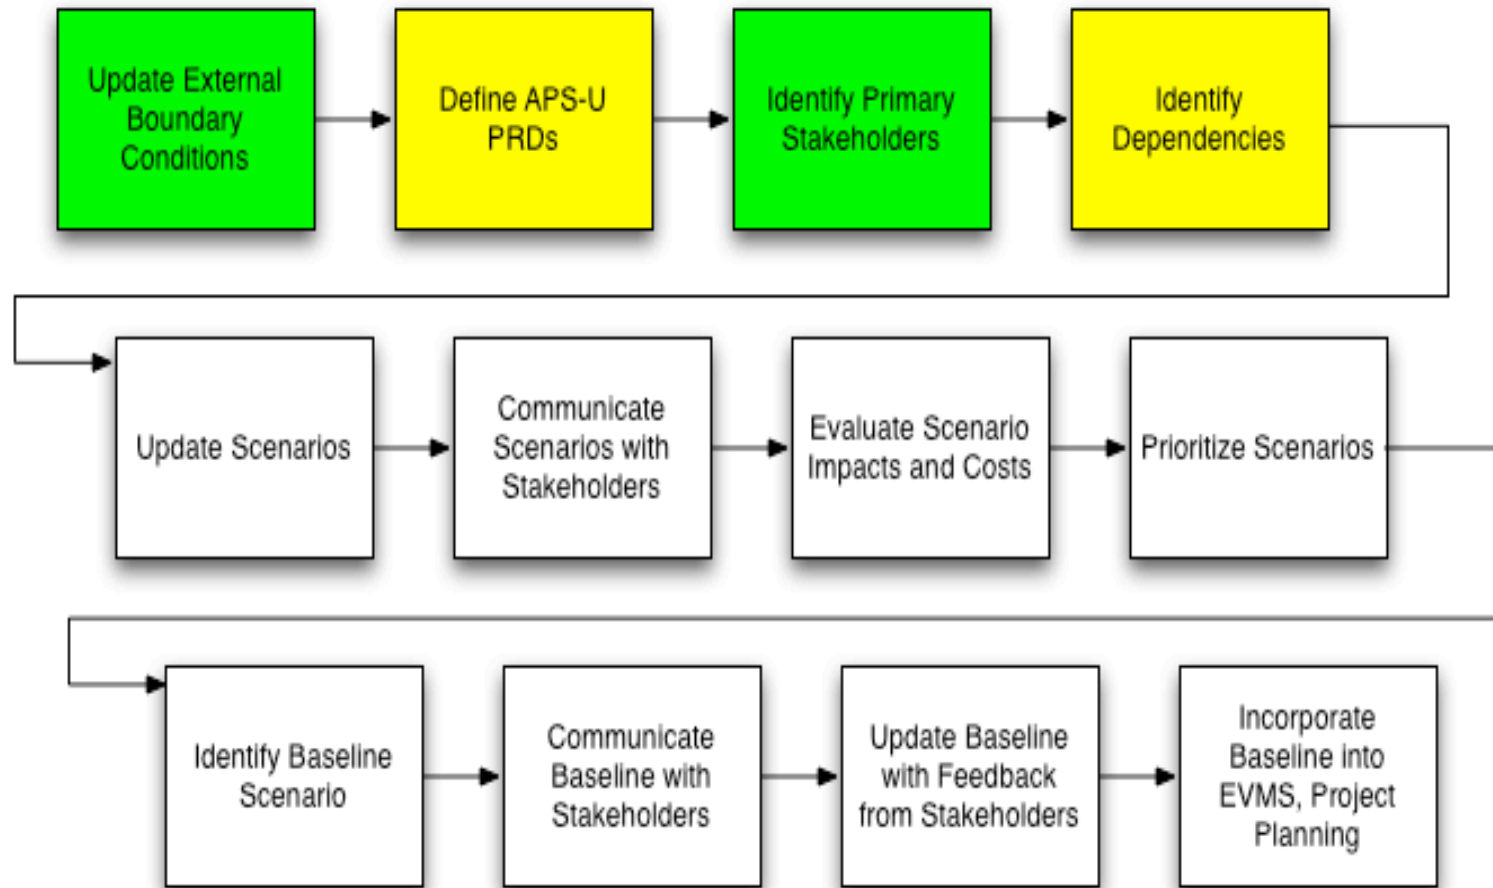 Update External
Boundary
Conditions
Define APS-U
PRDs
Identify Primary
Stakeholders
Identify
Dependencies
Update Scenarios
Communicate
Scenarios with
Stakeholders
Evaluate Scenario
Impacts and Costs
Prioritize Scenarios
Identify Baseline
Scenario
Communicate
Baseline with
Stakeholders
Update Baseline
with Feedback
from Stakeholders
Incorporate
Baseline into
EVMS, Project
Planning